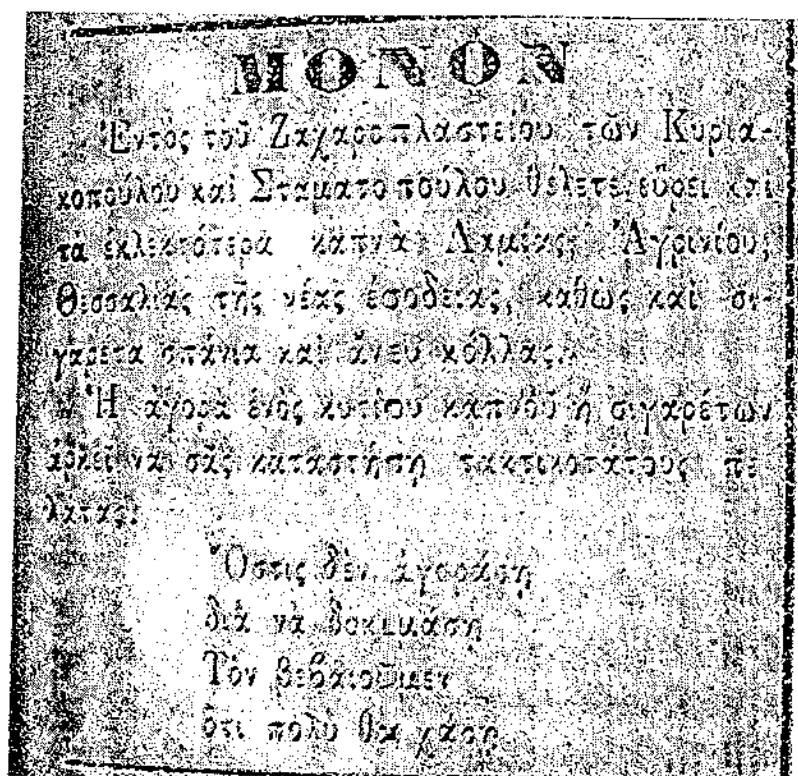 ΜΟΝΟΝ
Ἐντὸς τοῦ Ζαχαροπλαστείου τῶν Κυρια-
κοπούλου καὶ Σταματοπούλου θέλετε εὕρει καὶ
τὰ ἐκλεκτότερα καπνὰ Λαμίας, Ἀγρινίου,
Θεσσαλίας τῆς νέας ἐσοδείας, καθὼς καὶ σι-
γαρέτα σπάνια καὶ ἄνευ κόλλας.
Ἡ ἀγορὰ ἑνὸς κυτίου καπνοῦ ἢ σιγαρέτων
ἀρκεῖ νὰ σᾶς καταστήσῃ τακτικοτάτους πε-
λάτας.
Ὅστις δὲν ἀγοράσῃ
διὰ νὰ δοκιμάσῃ
Τὸν βεβαιοῦμεν
ὅτι πολὺ θὰ χάσῃ